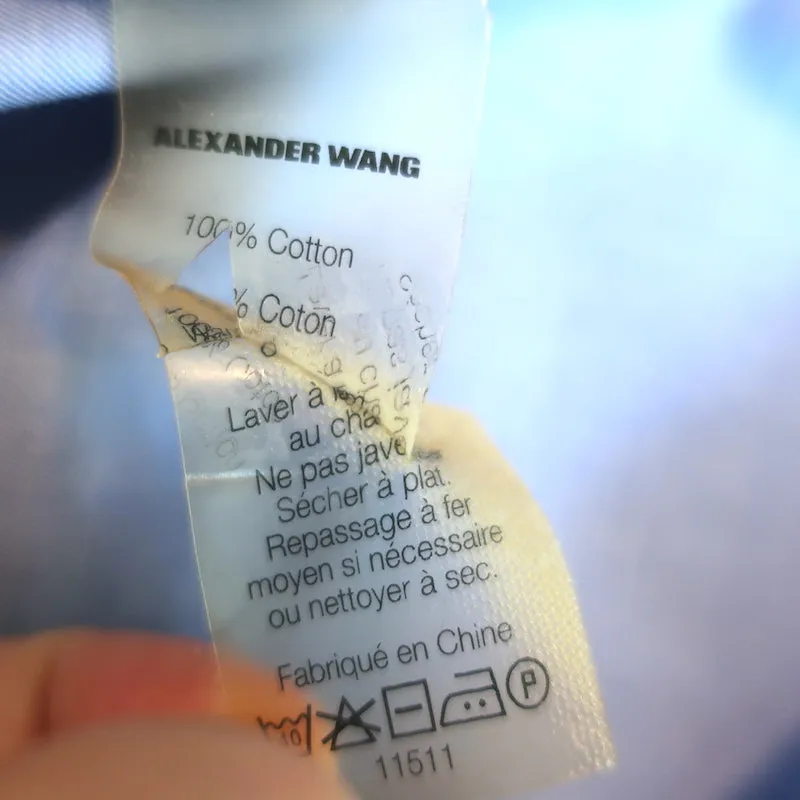 ALEXANDER WANG
100% Cotton
% Coton
Laver à
au cha
Ne pas jave
Sécher à plat.
Repassage à fer
moyen si nécessaire
ou nettoyer à sec.
Fabriqué en Chine
P
11511